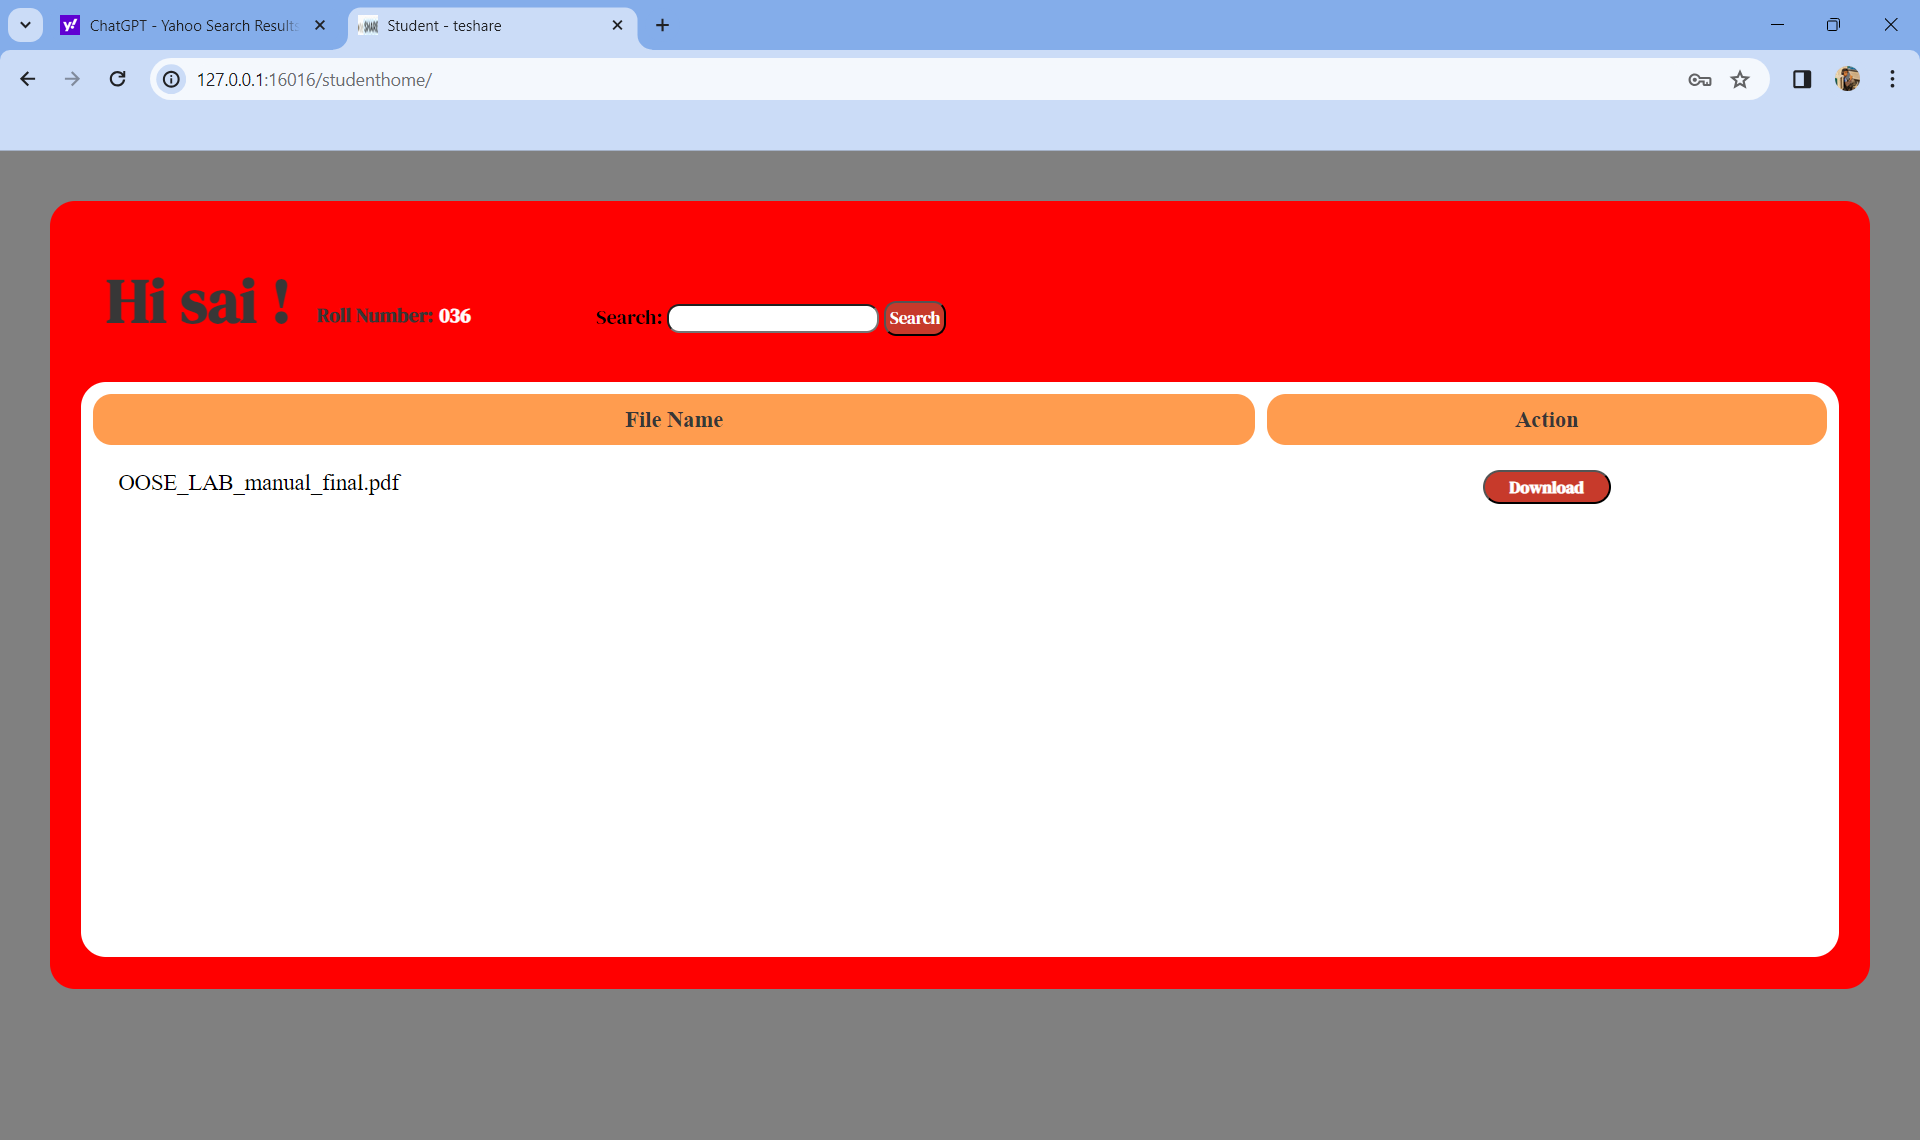 ChatGPT - Yahoo Search Results
Student - teshare
127.0.0.1:16016/studenthome/
Hi sai !
Roll Number: 036
Search: Search
File Name Action
OOSE_LAB_manual_final.pdf Download